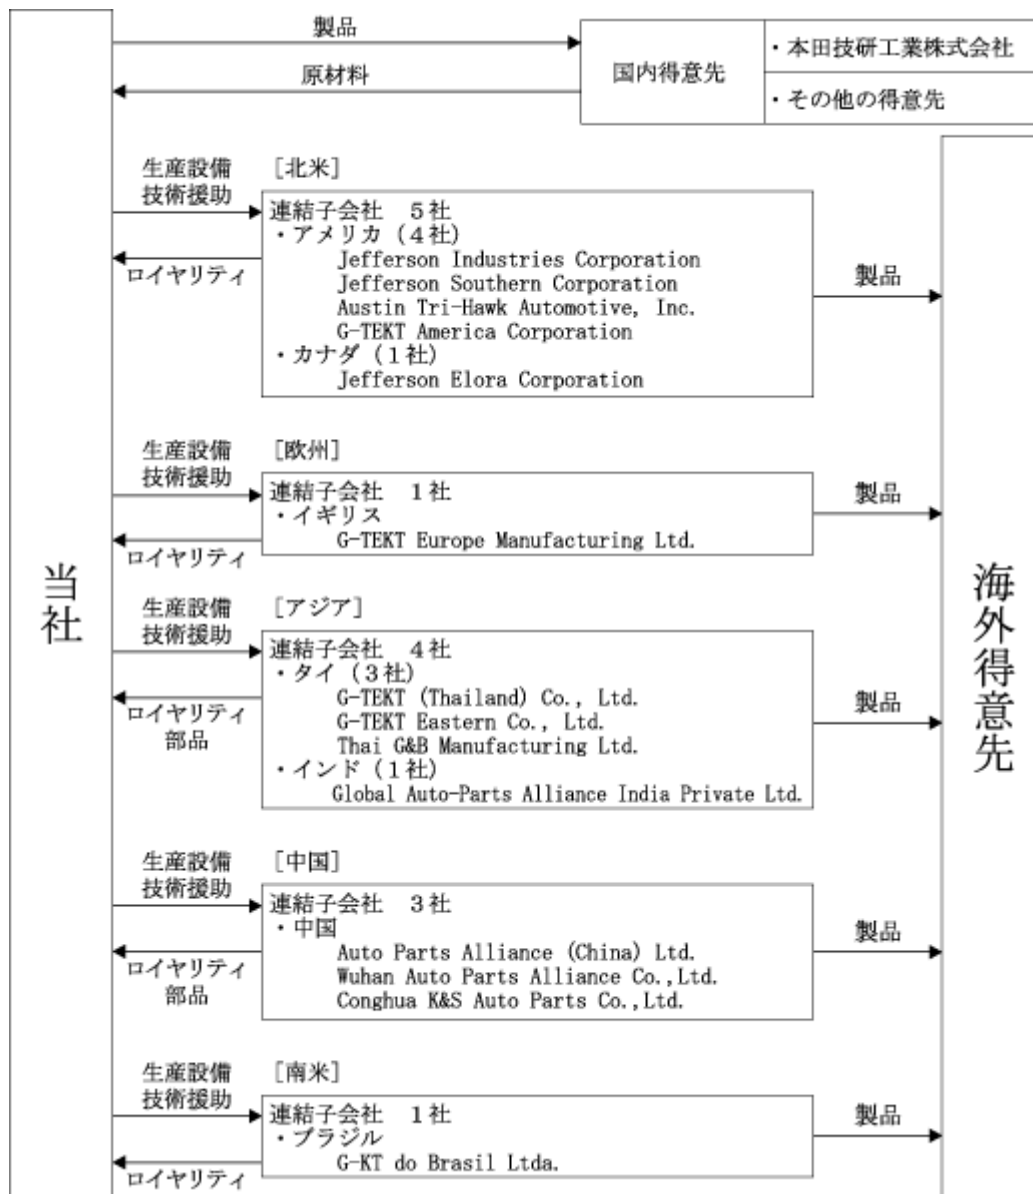 製品
原材料
国内得意先
・本田技研工業株式会社
・その他の得意先
当社
海外得意先
生産設備
技術援助
ロイヤリティ
［北米］
連結子会社　５社
・アメリカ（４社）
Jefferson Industries Corporation
Jefferson Southern Corporation
Austin Tri-Hawk Automotive, Inc.
G-TEKT America Corporation
・カナダ（１社）
Jefferson Elora Corporation
製品
生産設備
技術援助
ロイヤリティ
［欧州］
連結子会社　１社
・イギリス
G-TEKT Europe Manufacturing Ltd.
製品
生産設備
技術援助
ロイヤリティ
部品
［アジア］
連結子会社　４社
・タイ（３社）
G-TEKT (Thailand) Co., Ltd.
G-TEKT Eastern Co., Ltd.
Thai G&B Manufacturing Ltd.
・インド（１社）
Global Auto-Parts Alliance India Private Ltd.
製品
生産設備
技術援助
ロイヤリティ
部品
［中国］
連結子会社　３社
・中国
Auto Parts Alliance (China) Ltd.
Wuhan Auto Parts Alliance Co.,Ltd.
Conghua K&S Auto Parts Co.,Ltd.
製品
生産設備
技術援助
ロイヤリティ
［南米］
連結子会社　１社
・ブラジル
G-KT do Brasil Ltda.
製品